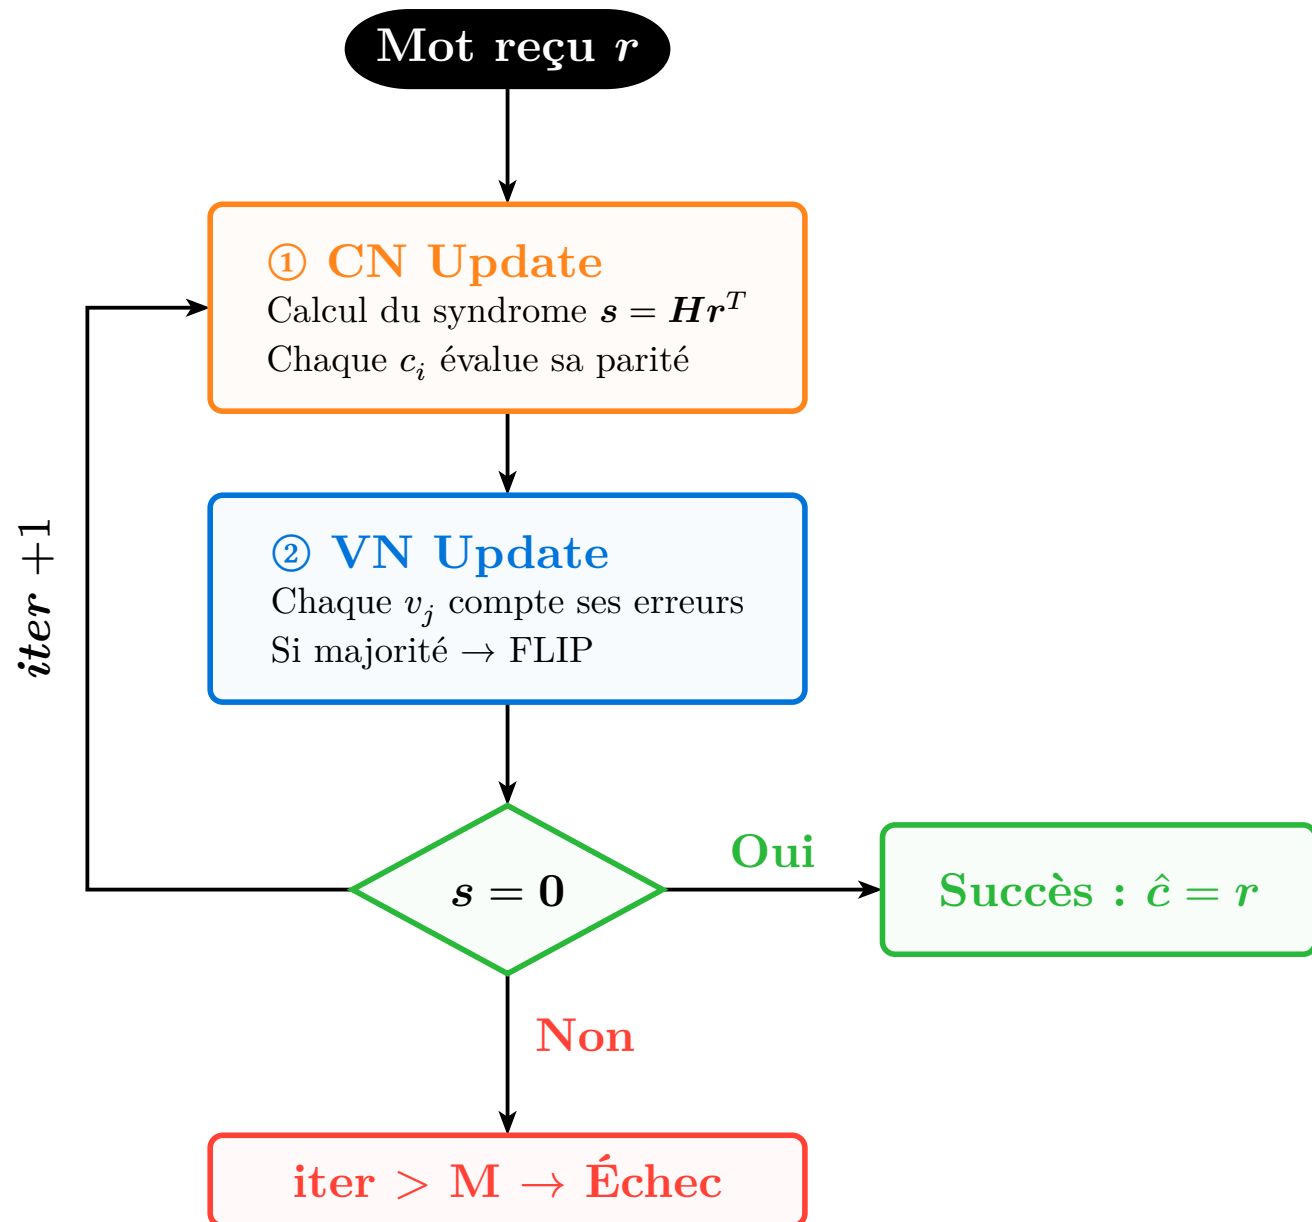 Mot reçu r
① CN Update
Calcul du syndrome s = Hr^T
Chaque c_i évalue sa parité
iter +1
② VN Update
Chaque v_j compte ses erreurs
Si majorité → FLIP
s = 0
Oui
Succès : ĉ = r
Non
iter > M → Échec